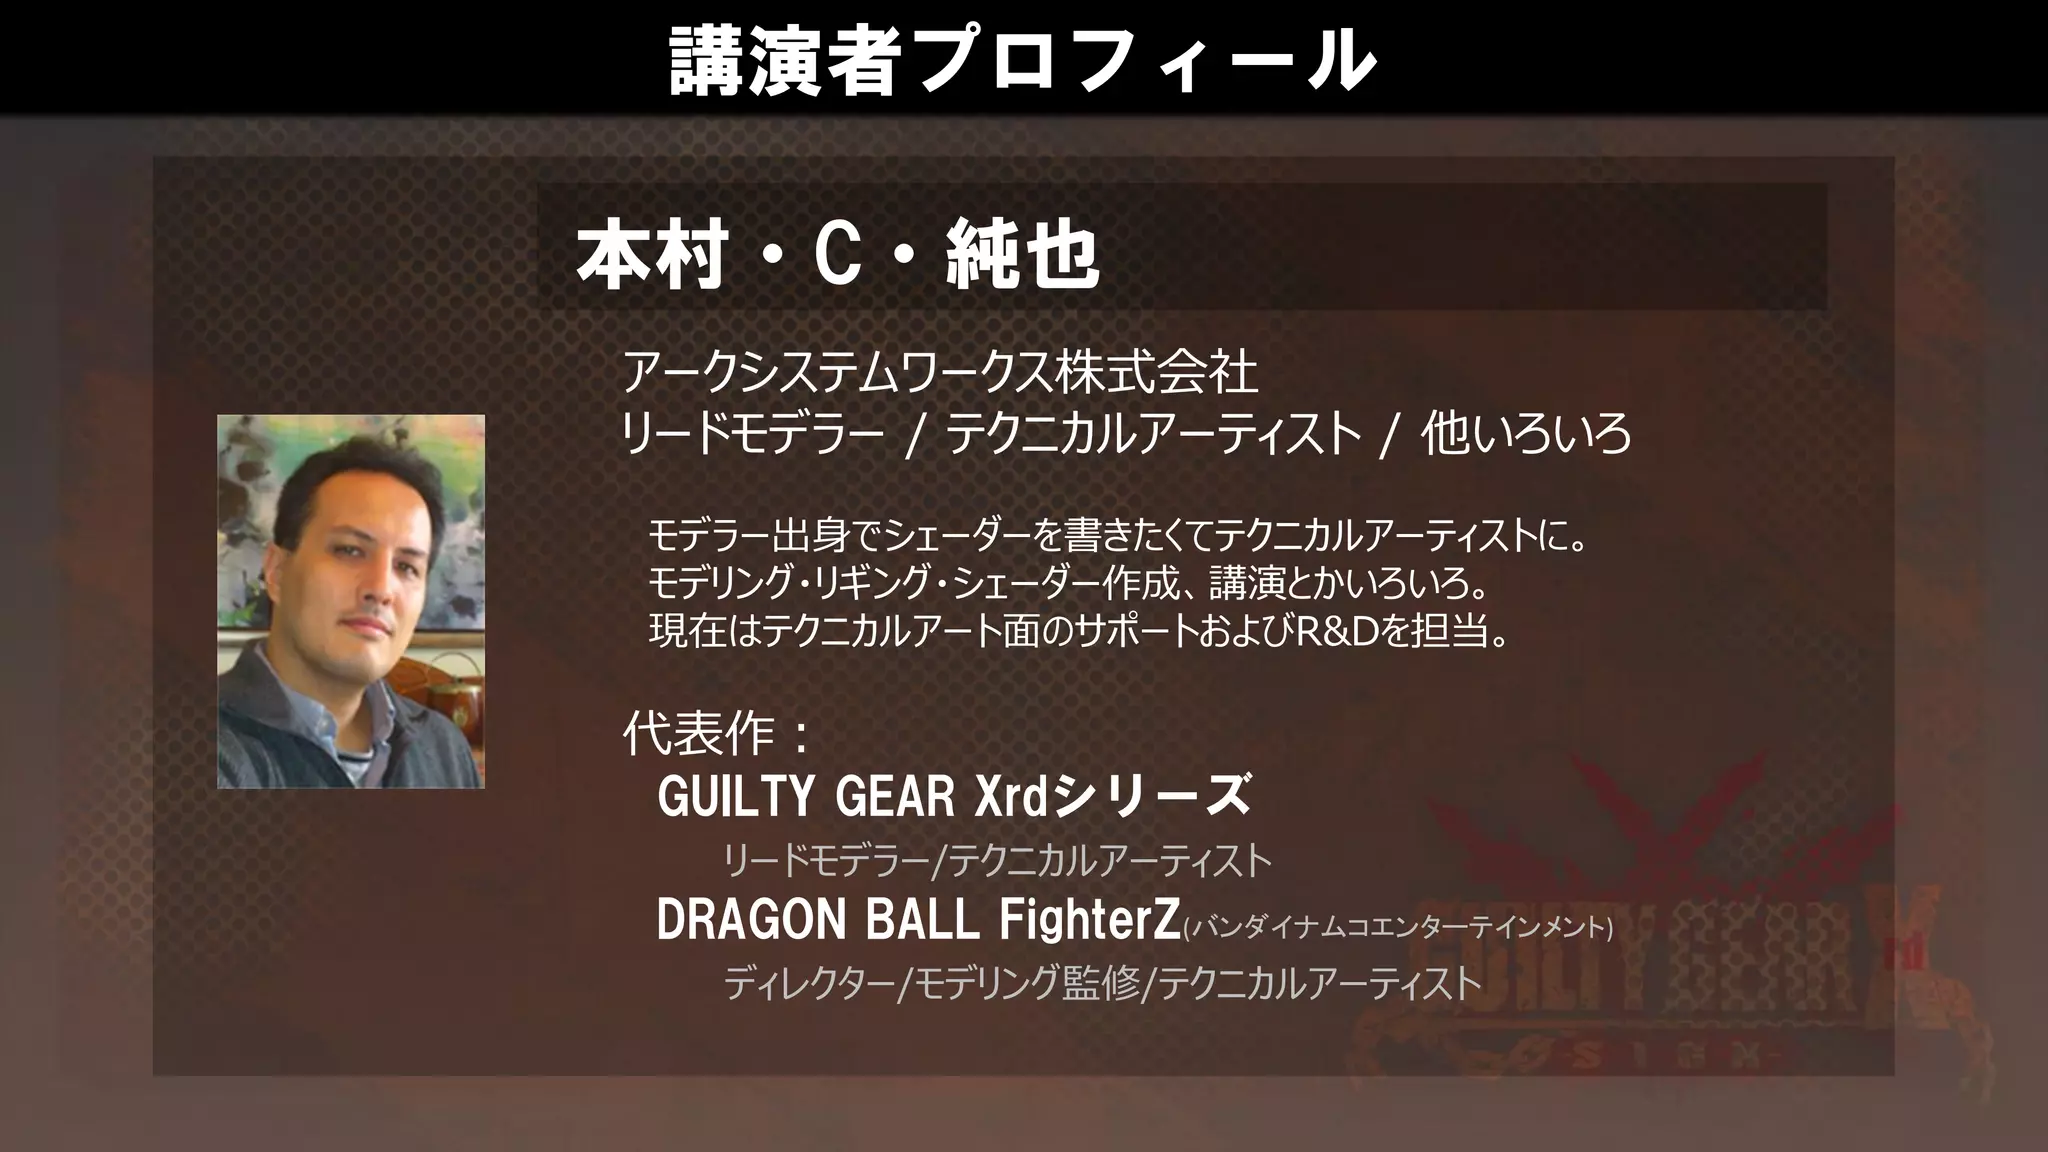 講演者プロフィール
本村・C・純也
アークシステムワークス株式会社
リードモデラー / テクニカルアーティスト / 他いろいろ
モデラー出身でシェーダーを書きたくてテクニカルアーティストに。
モデリング・リギング・シェーダー作成、講演とかいろいろ。
現在はテクニカルアート面のサポートおよびR&Dを担当。
代表作：
GUILTY GEAR Xrdシリーズ
リードモデラー/テクニカルアーティスト
DRAGON BALL FighterZ(バンダイナムコエンターテインメント)
ディレクター/モデリング監修/テクニカルアーティスト
GUILTY GEAR Xrd
-SIGN-